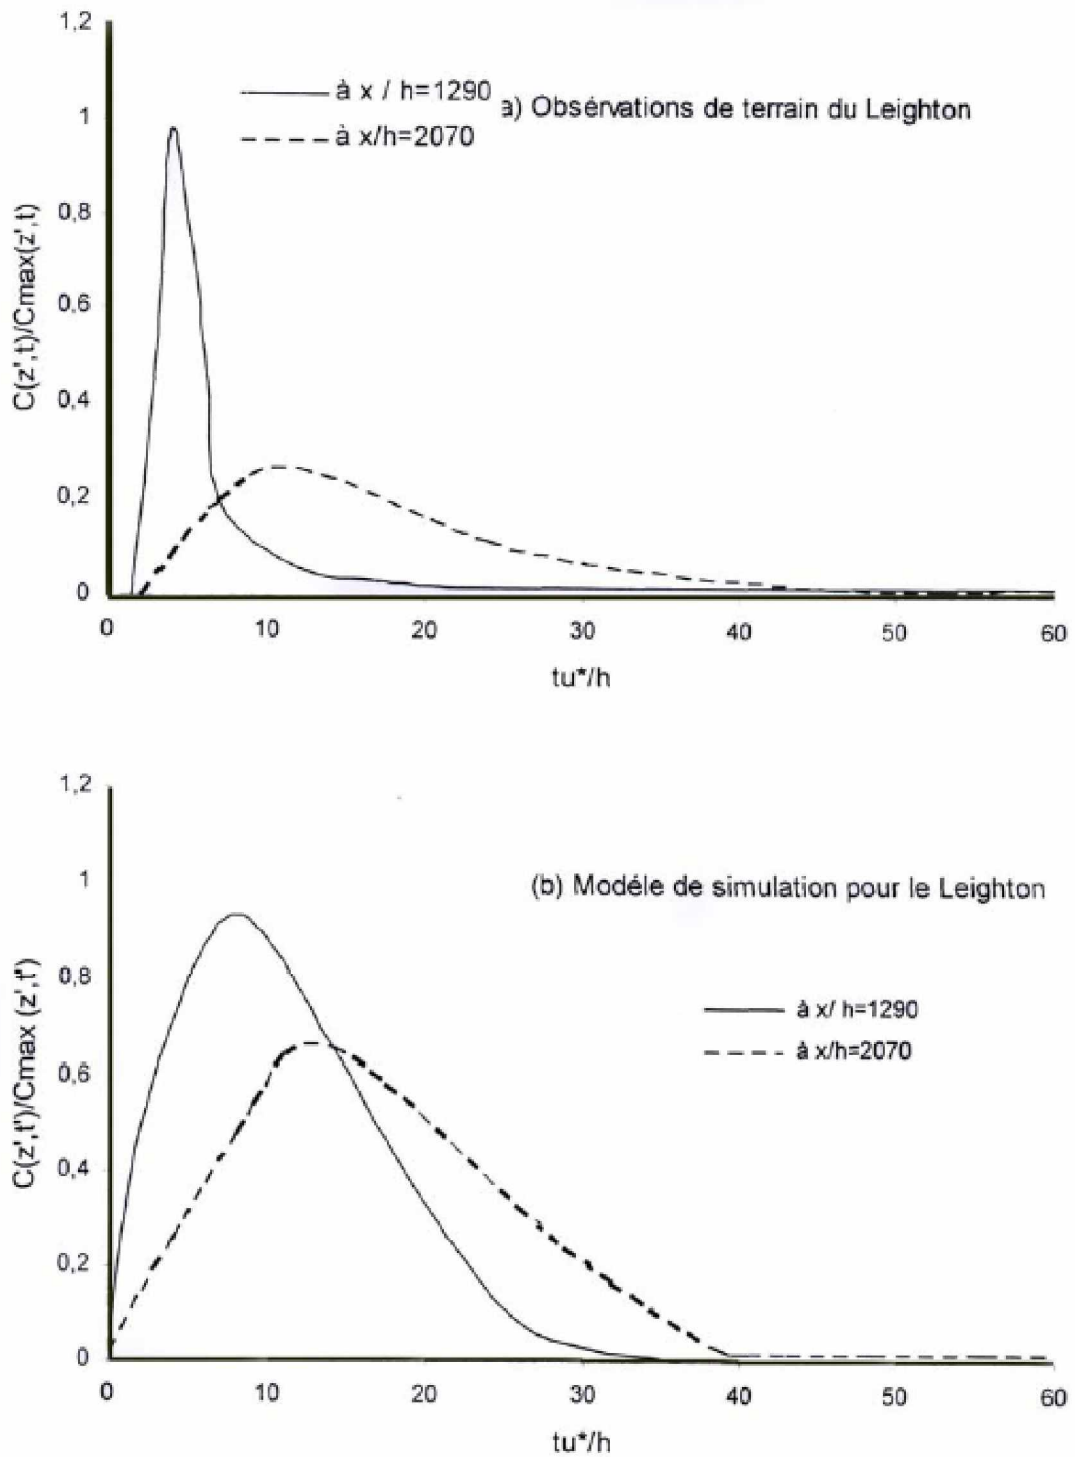 1,2
à x / h=1290
a) Obsérvations de terrain du Leighton
1
à x/h=2070
0,8
0,6
0,4
0,2
0
C(z',t)/Cmax(z',t)
0 10 20 30 40 50 60
tu*/h
1,2
1
(b) Modéle de simulation pour le Leighton
0,8
à x/ h=1290
à x/h=2070
0,6
0,4
0,2
0
C(z',t')/Cmax (z',t')
0 10 20 30 40 50 60
tu*/h